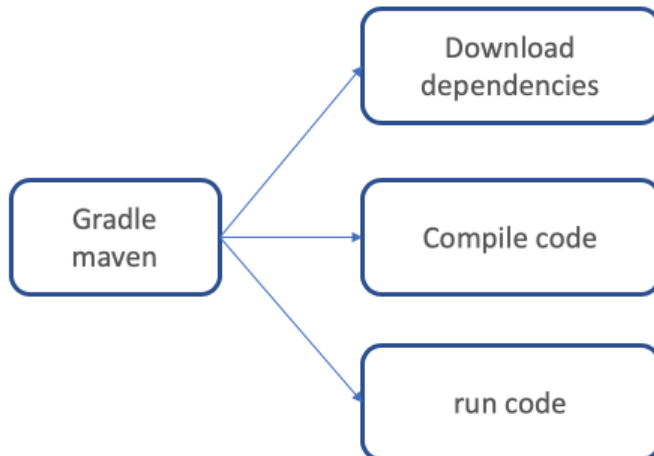 Download
dependencies
Gradle
maven
Compile code
run code